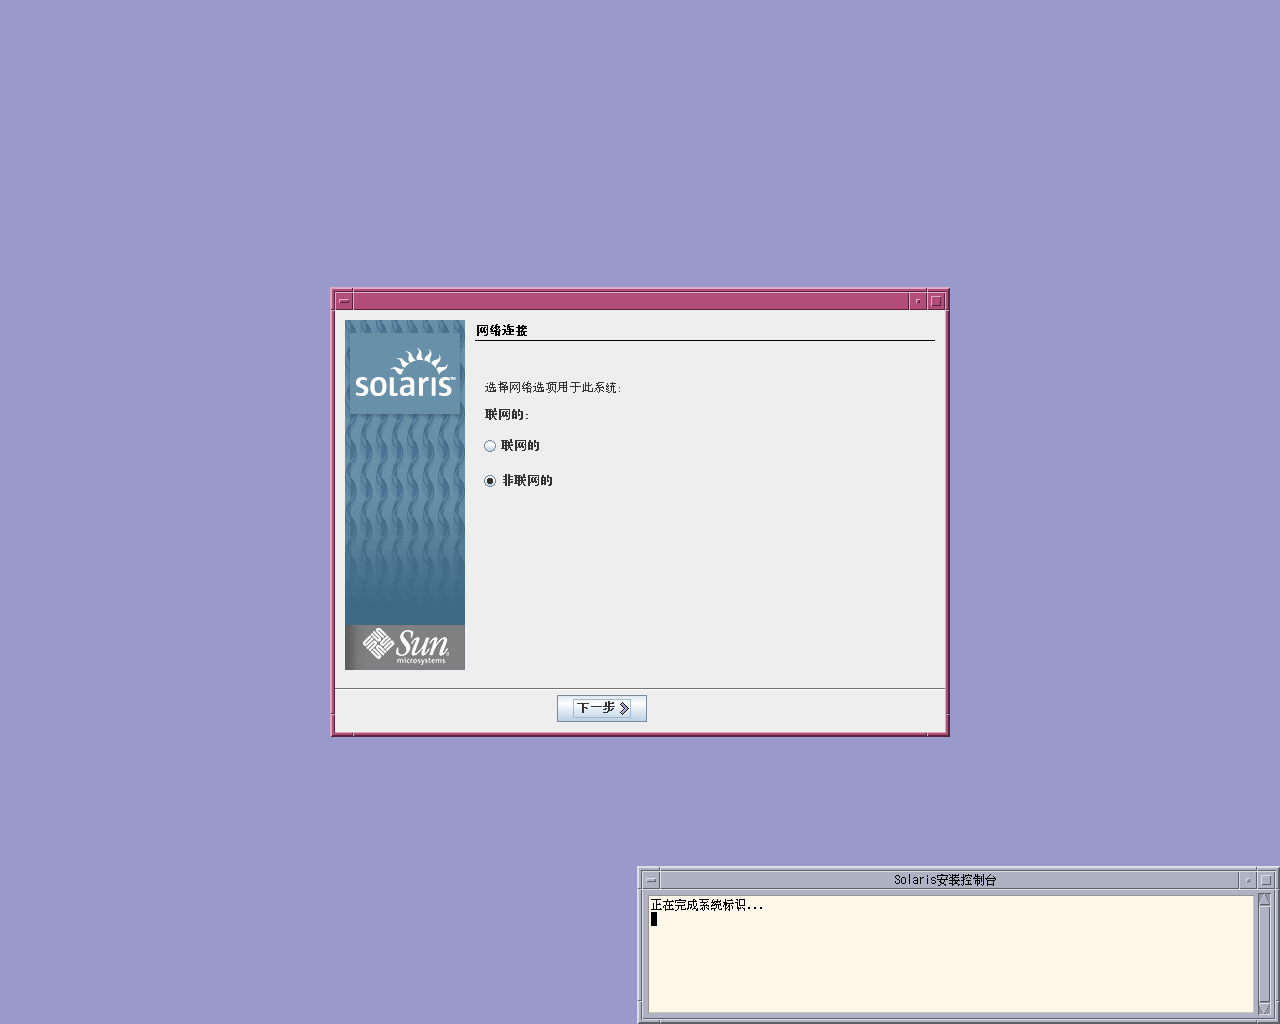 网络连接
solaris™
选择网络选项用于此系统:
联网的:
联网的
非联网的
Sun
microsystems
下一步
Solaris安装控制台
正在完成系统标识...